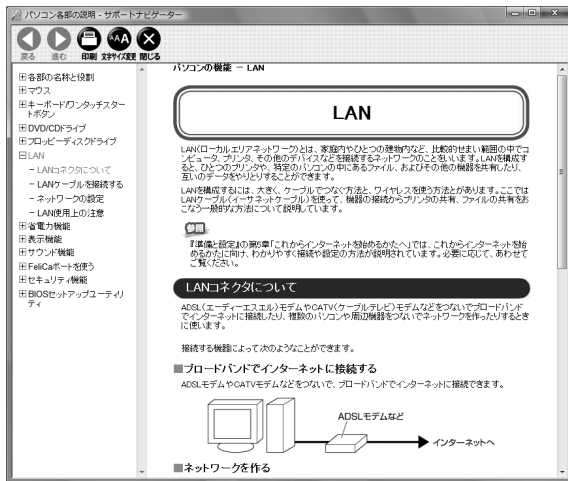 パソコン各部の説明 - サポートナビゲーター
戻る 進む 印刷 文字サイズ変更 閉じる
各部の名称と役割
マウス
キーボード/ワンタッチスター
トボタン
DVD/CDドライブ
フロッピーディスクドライブ
LAN
- LANコネクタについて
- LANケーブルを接続する
- ネットワークの設定
- LAN使用上の注意
省電力機能
表示機能
サウンド機能
FeliCaポートを使う
セキュリティ機能
BIOSセットアップユーティリ
ティ
パソコンの機能 － LAN
LAN
LAN(ローカルエリアネットワーク)とは、家庭内やひとつの建物内など、比較的せまい範囲の中でコ
ンピュータ、プリンタ、その他のデバイスなどを接続するネットワークのことをいいます。LANを構成す
ると、ひとつのプリンタや、特定のパソコンの中にあるファイル、およびその他の機器を共有したり、
互いのデータをやりとりすることができます。
LANを構成するには、大きく、ケーブルでつなぐ方法と、ワイヤレスを使う方法とがあります。ここでは
LANケーブル(イーサネットケーブル)を使って、機器の接続からプリンタの共有、ファイルの共有をお
こなう一般的な方法について説明しています。
参照
『準備と設定』の第5章「これからインターネットを始めるかたへ」では、これからインターネットを始
めるかたに向け、わかりやすく接続や設定の方法が説明されています。必要に応じて、あわせて
ご覧ください。
LANコネクタについて
ADSL(エーディーエスエル)モデムやCATV(ケーブルテレビ)モデムなどをつないでブロードバンド
でインターネットに接続したり、複数のパソコンや周辺機器をつないでネットワークを作ったりするとき
に使います。
接続する機器によって次のようなことができます。
■ブロードバンドでインターネットに接続する
ADSLモデムやCATVモデムなどをつないで、ブロードバンドでインターネットに接続できます。
ADSLモデムなど
インターネットへ
■ネットワークを作る